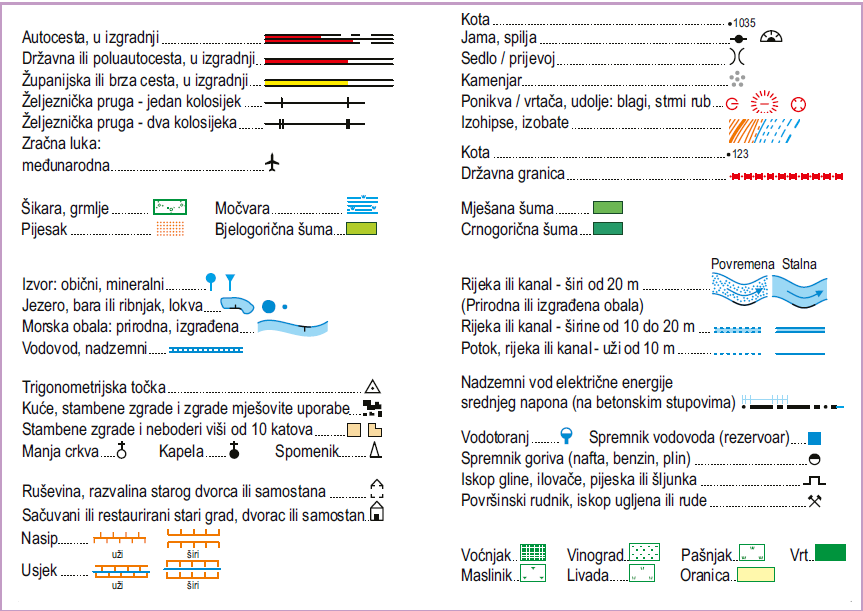 Autocesta, u izgradnji
Državna ili poluautocesta, u izgradnji
Županijska ili brza cesta, u izgradnji
Željeznička pruga - jedan kolosijek
Željeznička pruga - dva kolosijeka
Zračna luka:
međunarodna
Kota 1035
Jama, spilja
Sedlo / prijevoj
Kamenjar
Ponikva / vrtača, udolje: blagi, strmi rub
Izohipse, izobate
Kota 123
Državna granica
Šikara, grmlje Močvara
Pijesak Bjelogorična šuma
Mješana šuma
Crnogorična šuma
Izvor: obični, mineralni
Jezero, bara ili ribnjak, lokva
Morska obala: prirodna, izgrađena
Vodovod, nadzemni
Povremena Stalna
Rijeka ili kanal - širi od 20 m
(Prirodna ili izgrađena obala)
Rijeka ili kanal - širine od 10 do 20 m
Potok, rijeka ili kanal - uži od 10 m
Trigonometrijska točka
Kuće, stambene zgrade i zgrade mješovite uporabe
Stambene zgrade i neboderi viši od 10 katova
Manja crkva Kapela Spomenik
Nadzemni vod električne energije
srednjeg napona (na betonskim stupovima)
Vodotoranj Spremnik vodovoda (rezervoar)
Spremnik goriva (nafta, benzin, plin)
Iskop gline, ilovače, pijeska ili šljunka
Površinski rudnik, iskop ugljena ili rude
Ruševina, razvalina starog dvorca ili samostana
Sačuvani ili restaurirani stari grad, dvorac ili samostan
Nasip
uži širi
Usjek
uži širi
Voćnjak Vinograd Pašnjak Vrt
Maslinik Livada Oranica